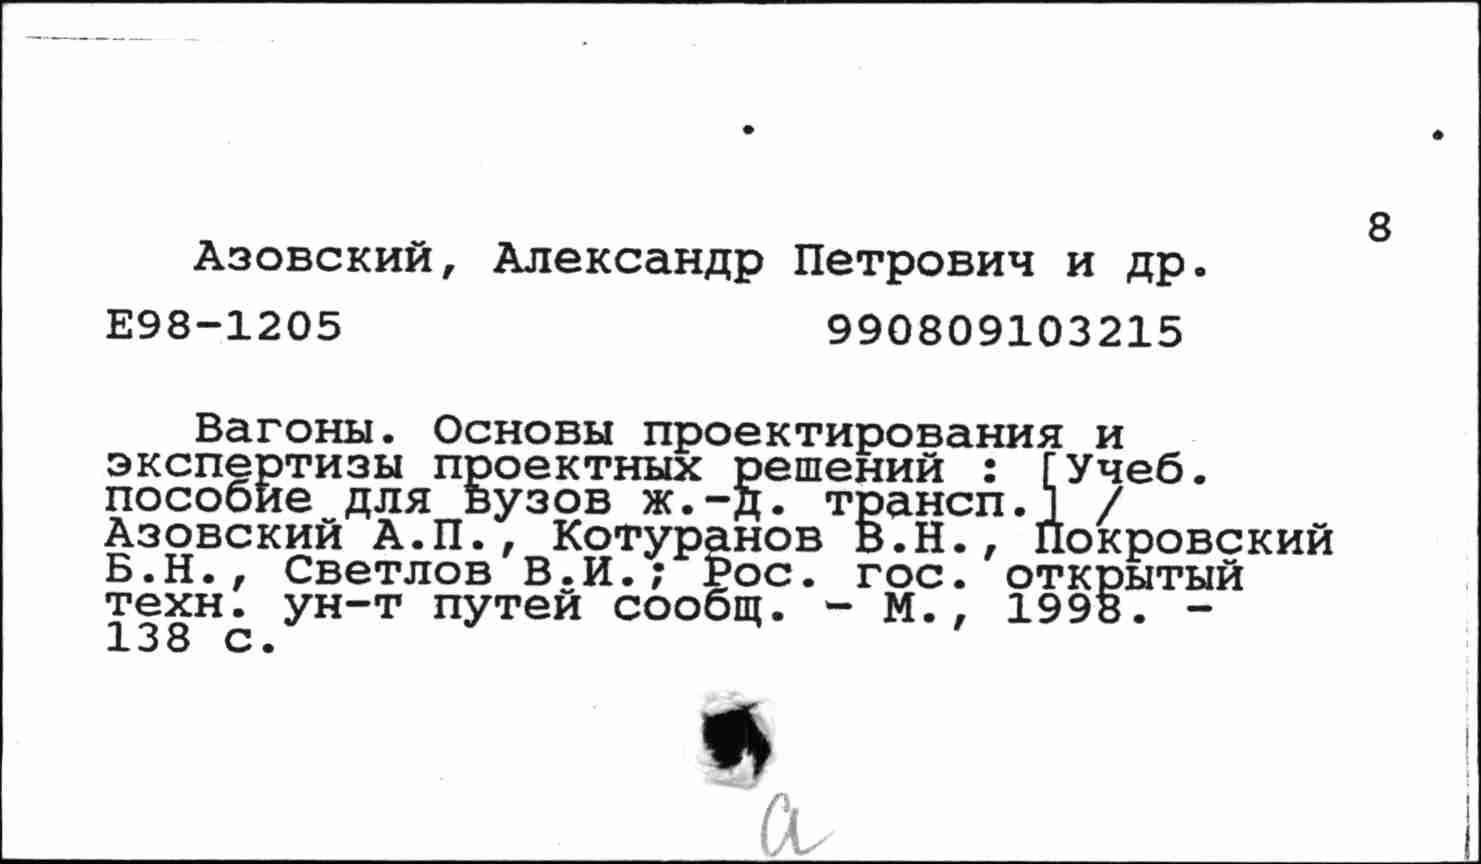 8
Азовский, Александр Петрович и др.
Е98-1205 990809103215
Вагоны. Основы проектирования и
экспертизы проектных решений : [Учеб.
пособие для вузов ж.-д. трансп.] /
Азовский А.П., Котуранов В.Н., Покровский
Б.Н., Светлов В.И.; Рос. гос. открытый
техн. ун-т путей сообщ. - М., 1998. -
138 с.
а